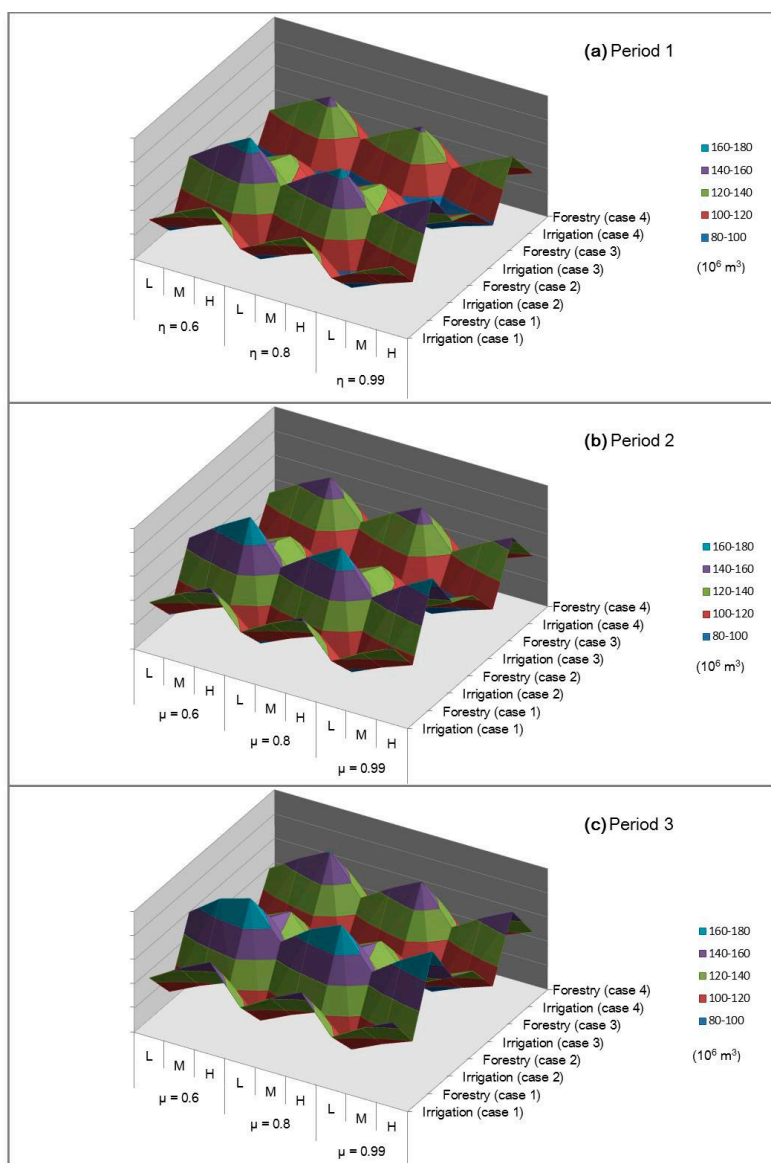 (a) Period 1
160-180
140-160
120-140
100-120
80-100
(10⁶ m³)
Forestry (case 4)
Irrigation (case 4)
Forestry (case 3)
Irrigation (case 3)
Forestry (case 2)
Irrigation (case 2)
Forestry (case 1)
Irrigation (case 1)
L M H L M H L M H
η = 0.6 η = 0.8 η = 0.99
(b) Period 2
160-180
140-160
120-140
100-120
80-100
(10⁶ m³)
Forestry (case 4)
Irrigation (case 4)
Forestry (case 3)
Irrigation (case 3)
Forestry (case 2)
Irrigation (case 2)
Forestry (case 1)
Irrigation (case 1)
L M H L M H L M H
μ = 0.6 μ = 0.8 μ = 0.99
(c) Period 3
160-180
140-160
120-140
100-120
80-100
(10⁶ m³)
Forestry (case 4)
Irrigation (case 4)
Forestry (case 3)
Irrigation (case 3)
Forestry (case 2)
Irrigation (case 2)
Forestry (case 1)
Irrigation (case 1)
L M H L M H L M H
μ = 0.6 μ = 0.8 μ = 0.99